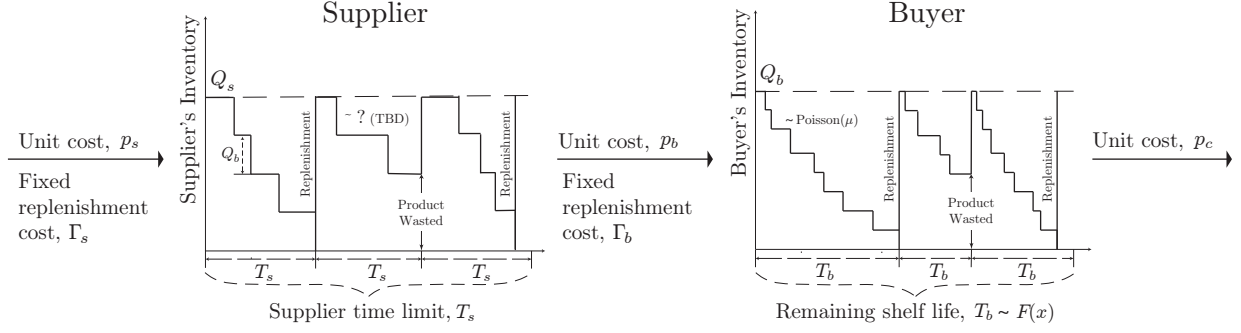 Supplier
Buyer
Supplier's Inventory
Q_s
Q_b
~ ? (TBD)
Replenishment
Product
Wasted
Replenishment
T_s
T_s
T_s
Supplier time limit, T_s
Unit cost, p_s
Fixed
replenishment
cost, Γ_s
Unit cost, p_b
Fixed
replenishment
cost, Γ_b
Buyer's Inventory
Q_b
~ Poisson(μ)
Replenishment
Product
Wasted
Replenishment
T_b
T_b
T_b
Remaining shelf life, T_b ~ F(x)
Unit cost, p_c